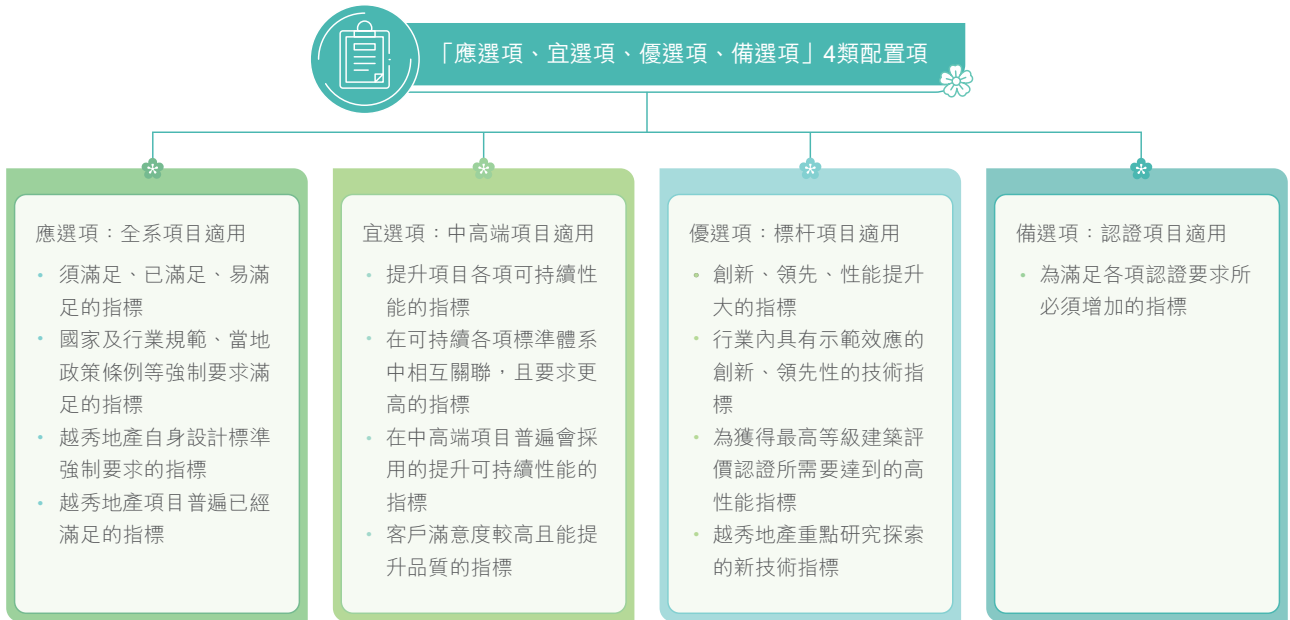 「應選項、宜選項、優選項、備選項」4類配置項
應選項：全系項目適用
• 須滿足、已滿足、易滿
足的指標
• 國家及行業規範、當地
政策條例等強制要求滿
足的指標
• 越秀地產自身設計標準
強制要求的指標
• 越秀地產項目普遍已經
滿足的指標
宜選項：中高端項目適用
• 提升項目各項可持續性
能的指標
• 在可持續各項標準體系
中相互關聯，且要求更
高的指標
• 在中高端項目普遍會採
用的提升可持續性能的
指標
• 客戶滿意度較高且能提
升品質的指標
優選項：標杆項目適用
• 創新、領先、性能提升
大的指標
• 行業內具有示範效應的
創新、領先性的技術指
標
• 為獲得最高等級建築評
價認證所需要達到的高
性能指標
• 越秀地產重點研究探索
的新技術指標
備選項：認證項目適用
• 為滿足各項認證要求所
必須增加的指標